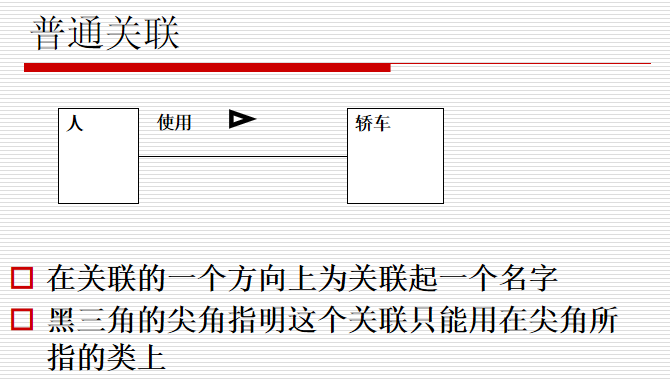 普通关联
人
使用
轿车
在关联的一个方向上为关联起一个名字
黑三角的尖角指明这个关联只能用在尖角所
指的类上